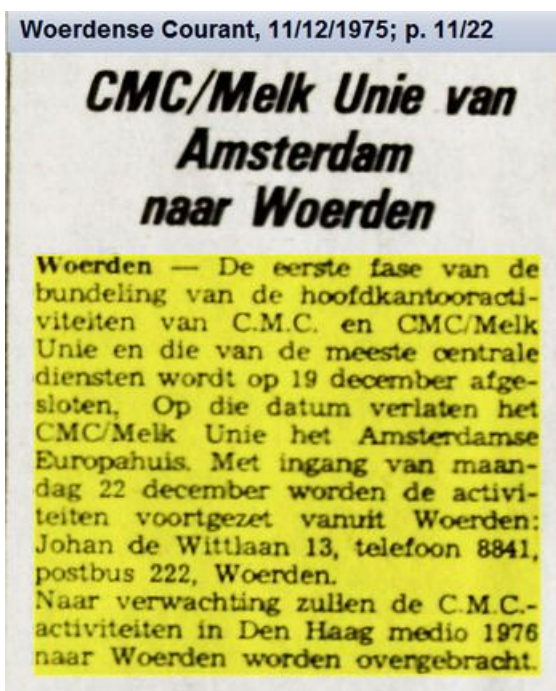 Woerdense Courant, 11/12/1975; p. 11/22
CMC/Melk Unie van
Amsterdam
naar Woerden
Woerden — De eerste fase van de
bundeling van de hoofdkantooracti-
viteiten van C.M.C. en CMC/Melk
Unie en die van de meeste centrale
diensten wordt op 19 december afge-
sloten. Op die datum verlaten het
CMC/Melk Unie het Amsterdamse
Europahuis. Met ingang van maan-
dag 22 december worden de activi-
teiten voortgezet vanuit Woerden:
Johan de Wittlaan 13, telefoon 8841,
postbus 222, Woerden.
Naar verwachting zullen de C.M.C.-
activiteiten in Den Haag medio 1976
naar Woerden worden overgebracht.